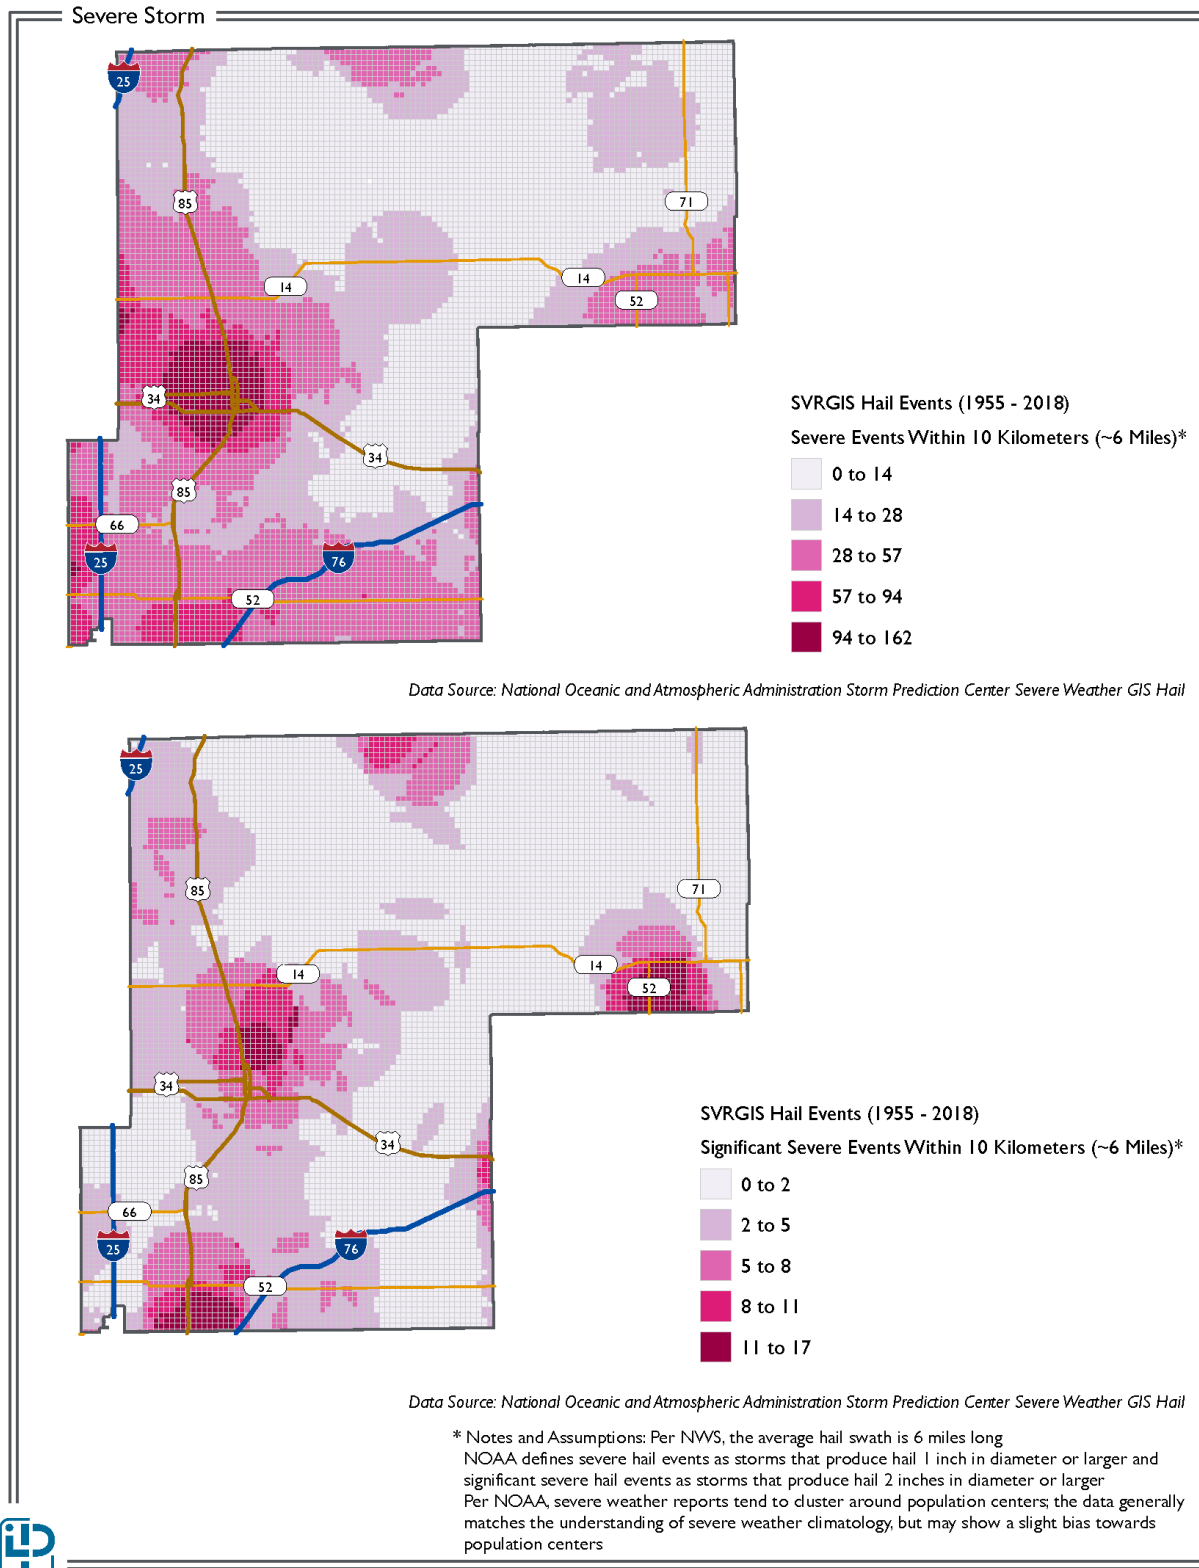 Severe Storm
25
85
71
14
14
52
34
34
85
66
25
76
52
SVRGIS Hail Events (1955 - 2018)
Severe Events Within 10 Kilometers (~6 Miles)*
0 to 14
14 to 28
28 to 57
57 to 94
94 to 162
Data Source: National Oceanic and Atmospheric Administration Storm Prediction Center Severe Weather GIS Hail
25
85
71
14
14
52
34
34
85
66
25
76
52
SVRGIS Hail Events (1955 - 2018)
Significant Severe Events Within 10 Kilometers (~6 Miles)*
0 to 2
2 to 5
5 to 8
8 to 11
11 to 17
Data Source: National Oceanic and Atmospheric Administration Storm Prediction Center Severe Weather GIS Hail
* Notes and Assumptions: Per NWS, the average hail swath is 6 miles long
NOAA defines severe hail events as storms that produce hail 1 inch in diameter or larger and
significant severe hail events as storms that produce hail 2 inches in diameter or larger
Per NOAA, severe weather reports tend to cluster around population centers; the data generally
matches the understanding of severe weather climatology, but may show a slight bias towards
population centers